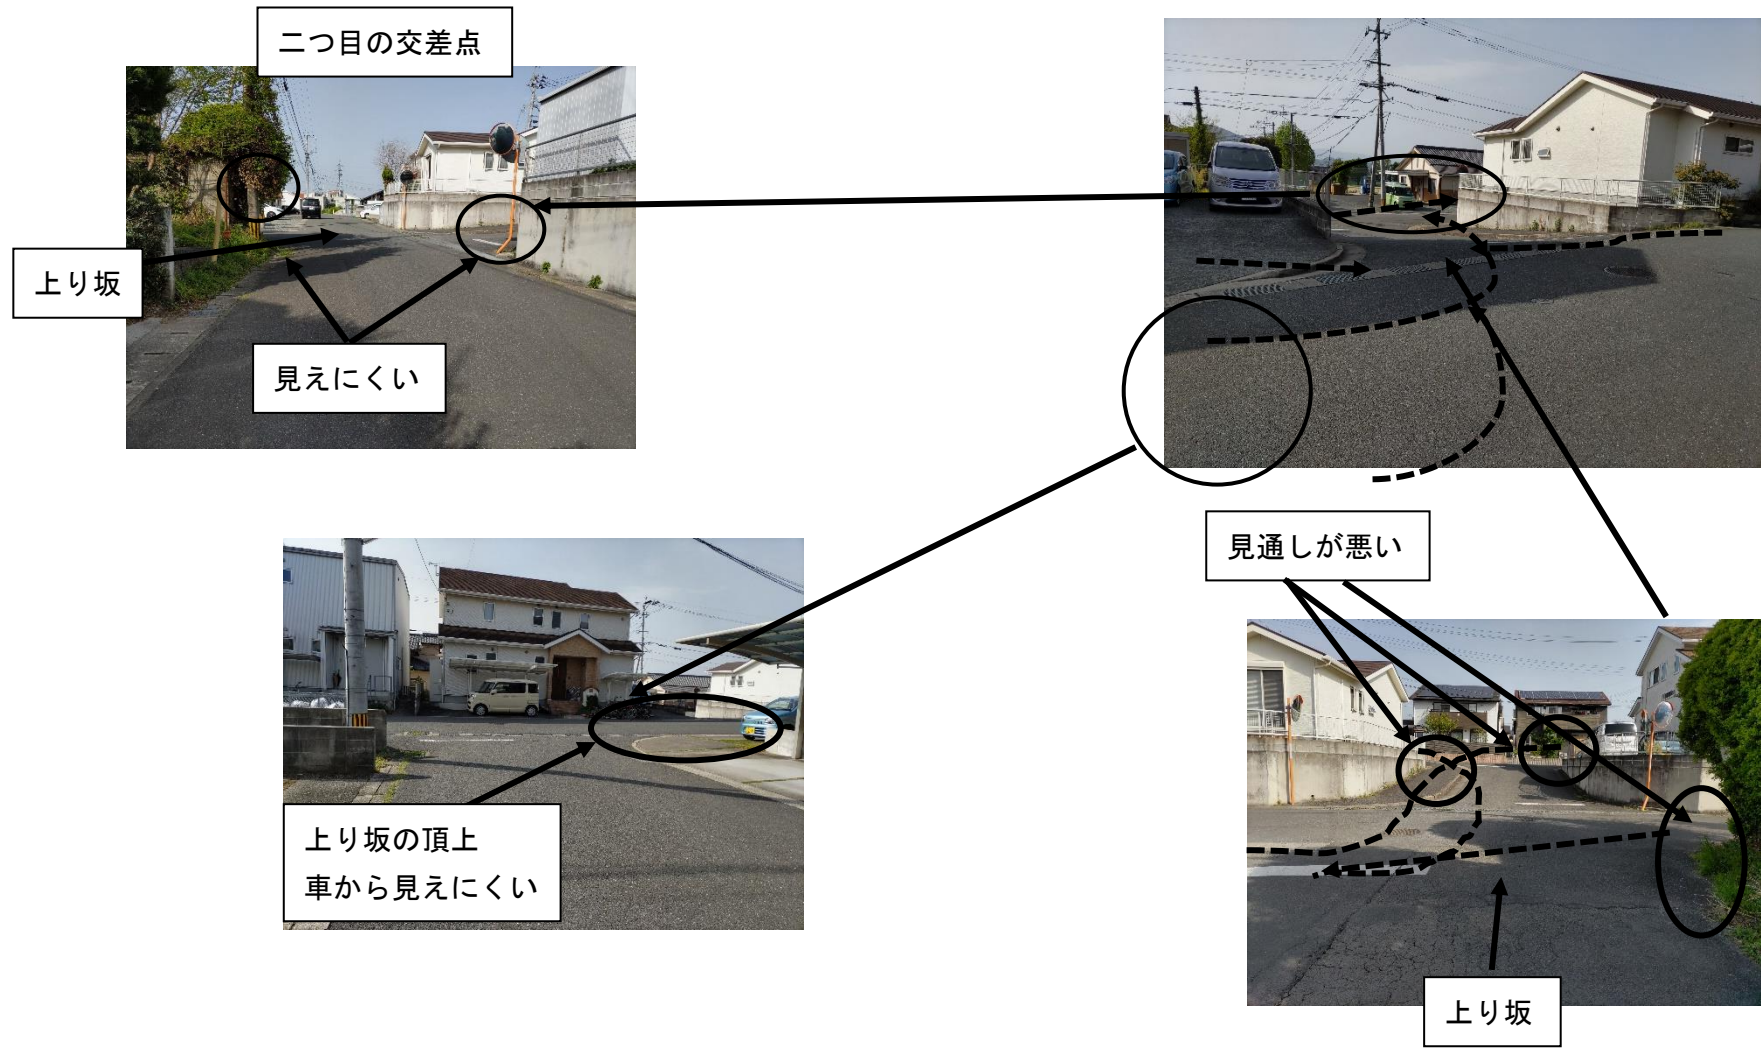 二つ目の交差点
上り坂
見えにくい
上り坂の頂上
車から見えにくい
見通しが悪い
上り坂